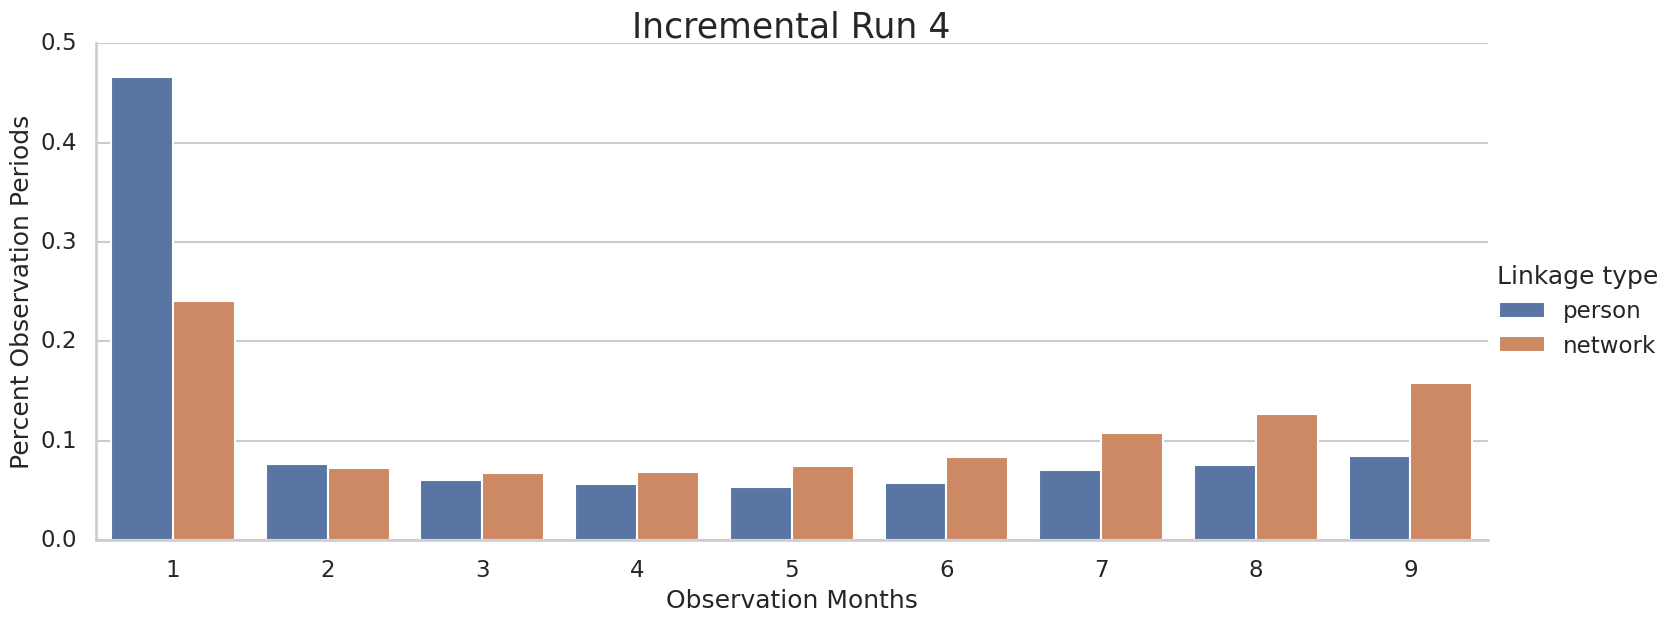 Incremental Run 4
Percent Observation Periods
0.5
0.4
0.3
0.2
0.1
0.0
1 2 3 4 5 6 7 8 9
Observation Months
Linkage type
person
network